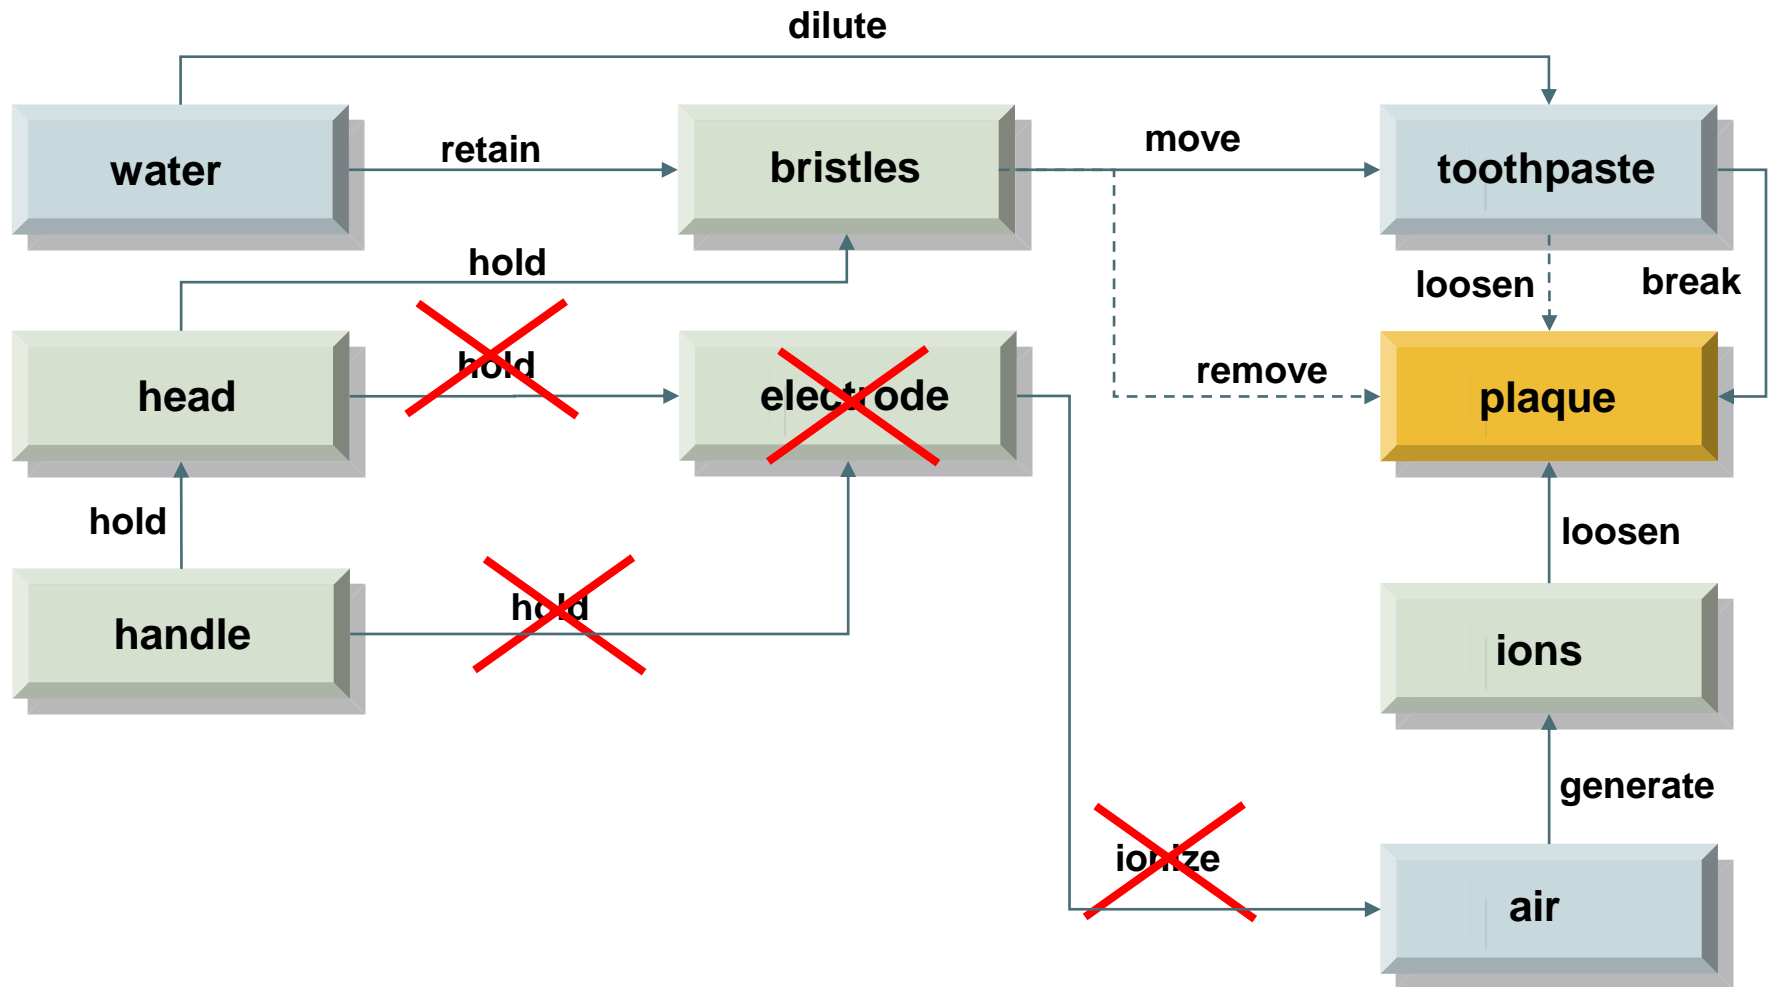 dilute
water
retain
bristles
move
toothpaste
hold
loosen
break
head
hold
electrode
remove
plaque
hold
loosen
handle
hold
ions
generate
ionize
air